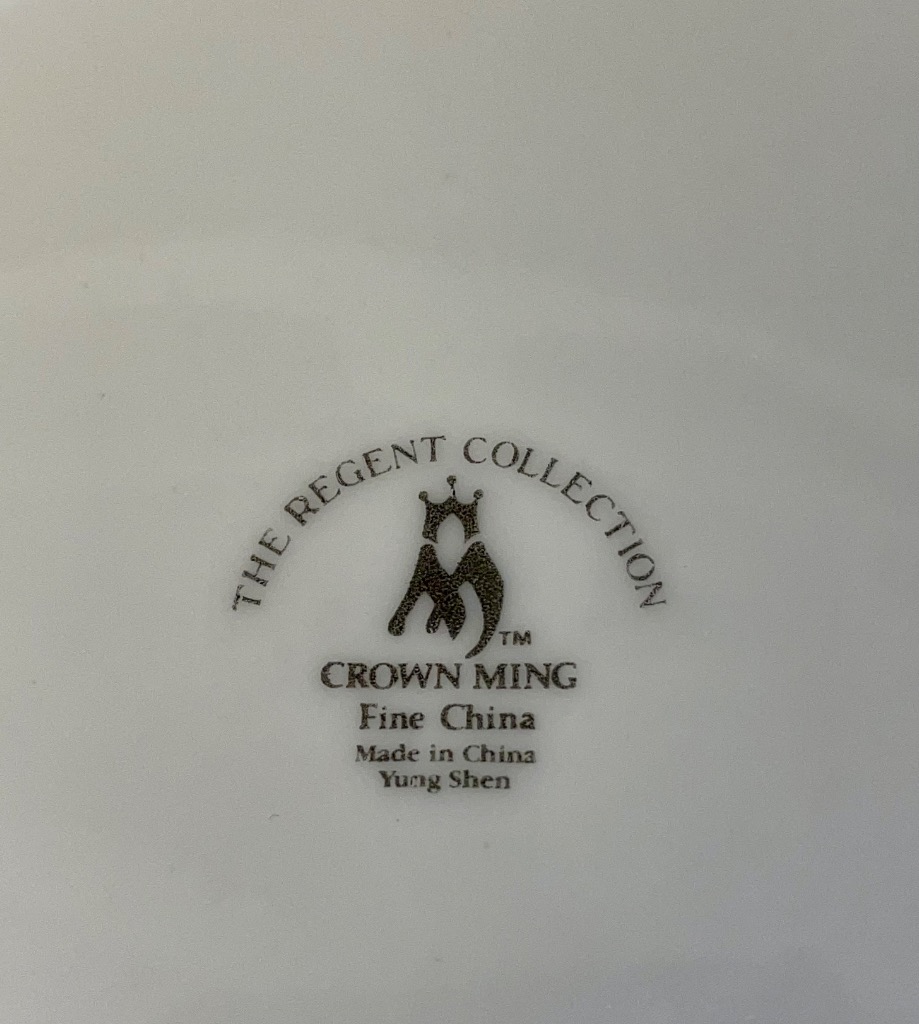 THE REGENT COLLECTION
TM
CROWN MING
Fine China
Made in China
Yung Shen